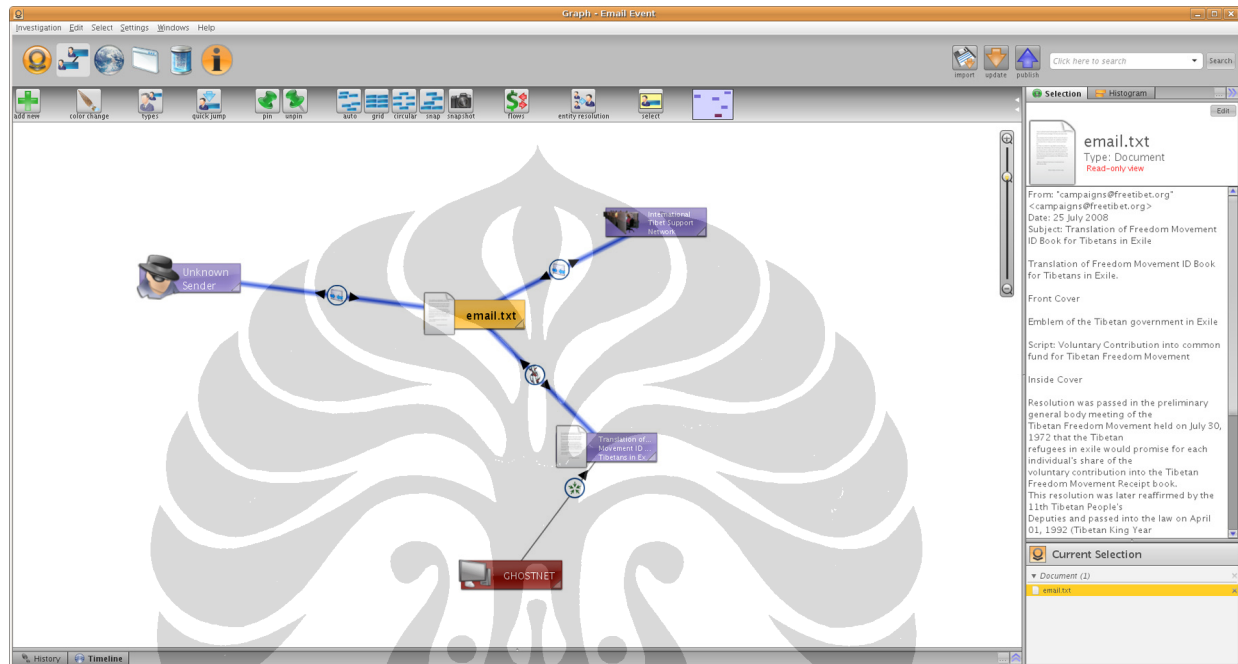 Graph - Email Event
Investigation Edit Select Settings Windows Help
import update publish
Click here to search
Search
add new color change types quick jump pin unpin auto grid circular snap snapshot flows entity resolution select
Selection Histogram
Edit
email.txt
Type: Document
Read-only view
From: "campaigns@freetibet.org"
<campaigns@freetibet.org>
Date: 25 July 2008
Subject: Translation of Freedom Movement
ID Book for Tibetans in Exile
Translation of Freedom Movement ID Book
for Tibetans in Exile.
Front Cover
Emblem of the Tibetan government in Exile
Script: Voluntary Contribution into common
fund for Tibetan Freedom Movement
Inside Cover
Resolution was passed in the preliminary
general body meeting of the
Tibetan Freedom Movement held on July 30,
1972 that the Tibetan
refugees in exile would promise for each
individual's share of the
voluntary contribution into the Tibetan
Freedom Movement Receipt book.
This resolution was later reaffirmed by the
11th Tibetan People's
Deputies and passed into the law on April
01, 1992 (Tibetan King Year
International
Tibet Support
Network
Unknown
Sender
email.txt
Translation of...
Movement ID ...
Tibetans in Ex...
GHOSTNET
Current Selection
Document (1)
email.txt
History Timeline